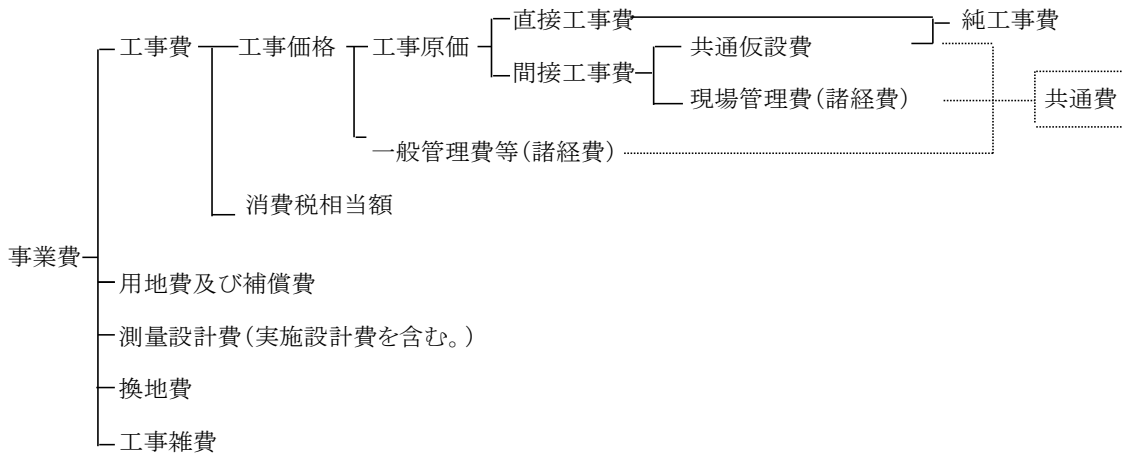 直接工事費 純工事費
工事費 工事価格 工事原価 共通仮設費
間接工事費
現場管理費(諸経費) 共通費
一般管理費等(諸経費)
消費税相当額
事業費
用地費及び補償費
測量設計費(実施設計費を含む。)
換地費
工事雑費